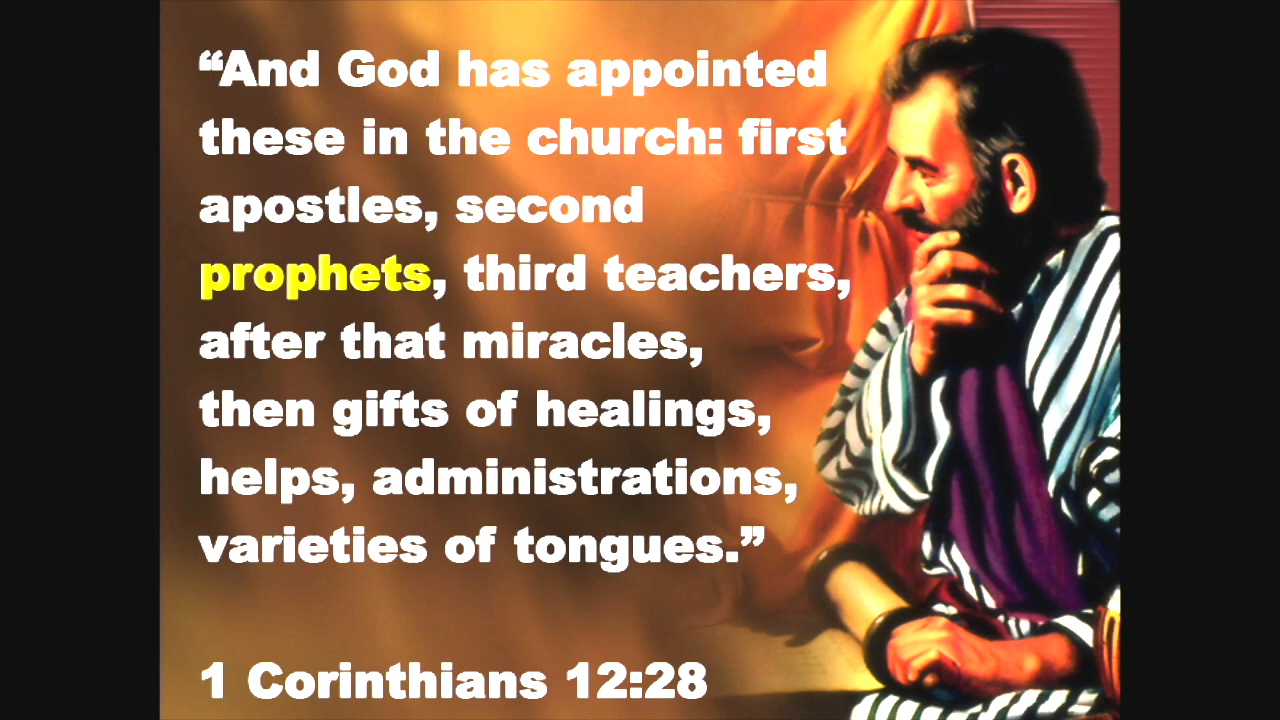 “And God has appointed
these in the church: first
apostles, second
prophets, third teachers,
after that miracles,
then gifts of healings,
helps, administrations,
varieties of tongues.”
1 Corinthians 12:28